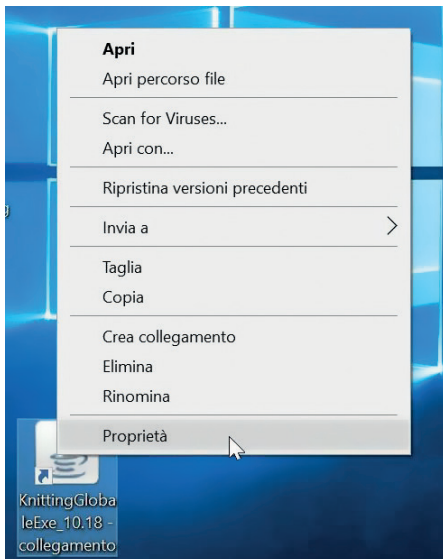 Apri
Apri percorso file
Scan for Viruses...
Apri con...
Ripristina versioni precedenti
Invia a
Taglia
Copia
Crea collegamento
Elimina
Rinomina
Proprietà
KnittingGloba
leExe_10.18 -
collegamento